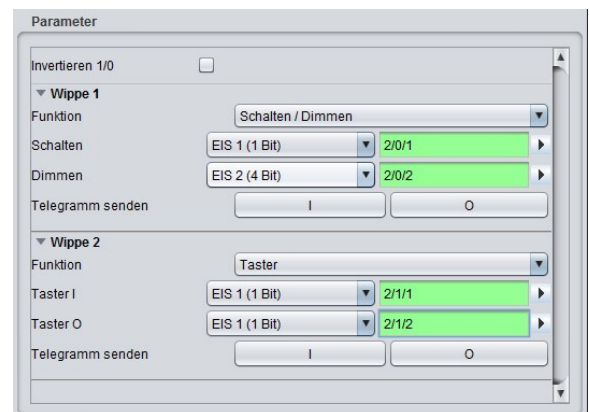 Parameter
Invertieren 1/0
Wippe 1
Funktion Schalten / Dimmen
Schalten EIS 1 (1 Bit) 2/0/1
Dimmen EIS 2 (4 Bit) 2/0/2
Telegramm senden I O
Wippe 2
Funktion Taster
Taster I EIS 1 (1 Bit) 2/1/1
Taster O EIS 1 (1 Bit) 2/1/2
Telegramm senden I O